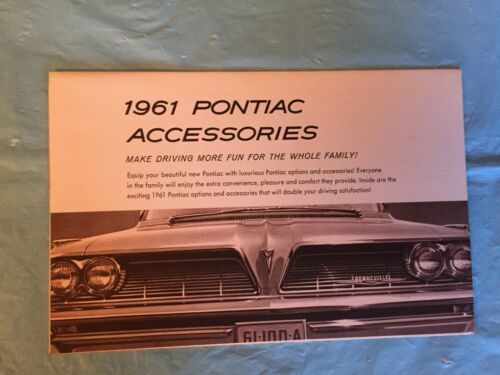 1961 PONTIAC
ACCESSORIES
MAKE DRIVING MORE FUN FOR THE WHOLE FAMILY!
Equip your beautiful new Pontiac with luxurious Pontiac options and accessories! Everyone
in the family will enjoy the extra convenience, pleasure and comfort they provide. Inside are the
exciting 1961 Pontiac options and accessories that will double your driving satisfaction!
BONNEVILLE
61-100-A